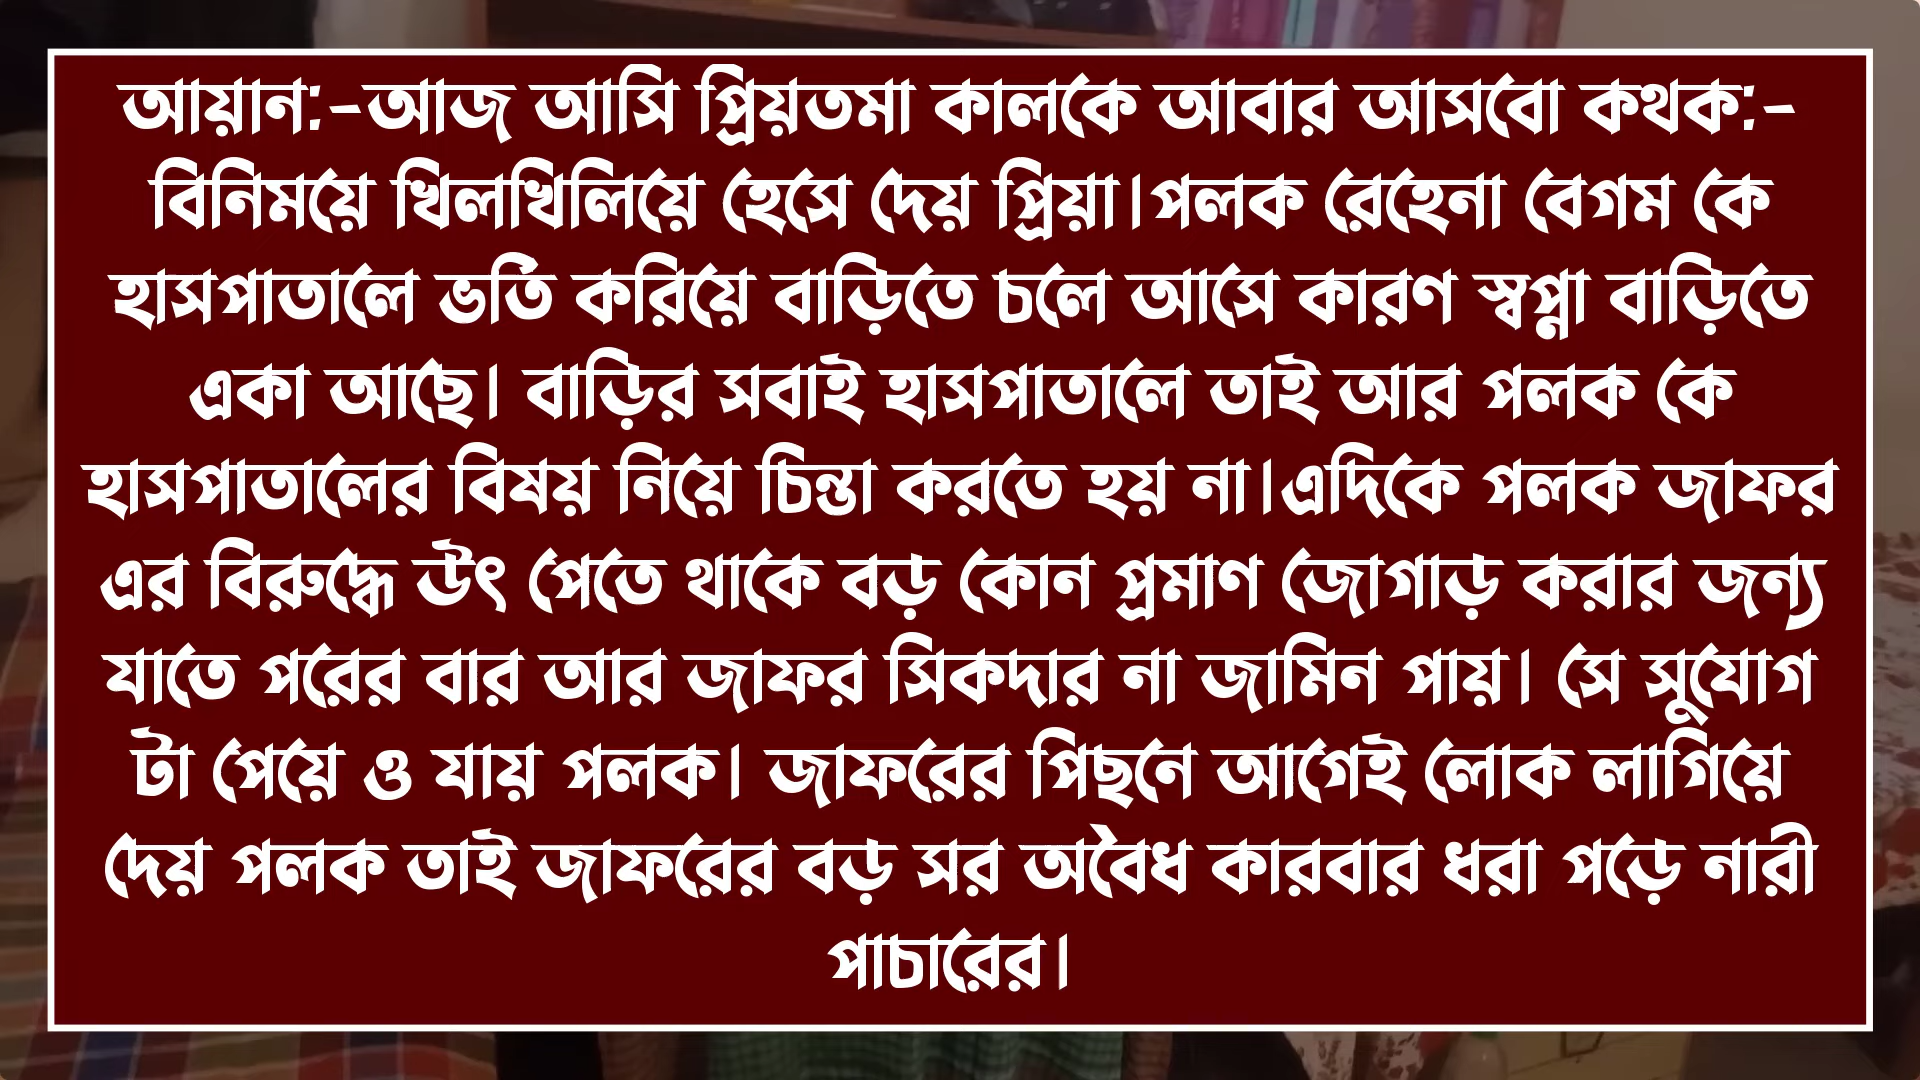 আয়ান:-আজ আসি প্রিয়তমা কালকে আবার আসবো কথক:-
বিনিময়ে খিলখিলিয়ে হেসে দেয় প্রিয়া।পলক রেহেনা বেগম কে
হাসপাতালে ভর্তি করিয়ে বাড়িতে চলে আসে কারণ স্বপ্না বাড়িতে
একা আছে। বাড়ির সবাই হাসপাতালে তাই আর পলক কে
হাসপাতালের বিষয় নিয়ে চিন্তা করতে হয় না।এদিকে পলক জাফর
এর বিরুদ্ধে ঊৎ পেতে থাকে বড় কোন প্রমাণ জোগাড় করার জন্য
যাতে পরের বার আর জাফর সিকদার না জামিন পায়। সে সুযোগ
টা পেয়ে ও যায় পলক। জাফরের পিছনে আগেই লোক লাগিয়ে
দেয় পলক তাই জাফরের বড় সর অবৈধ কারবার ধরা পড়ে নারী
পাচারের।